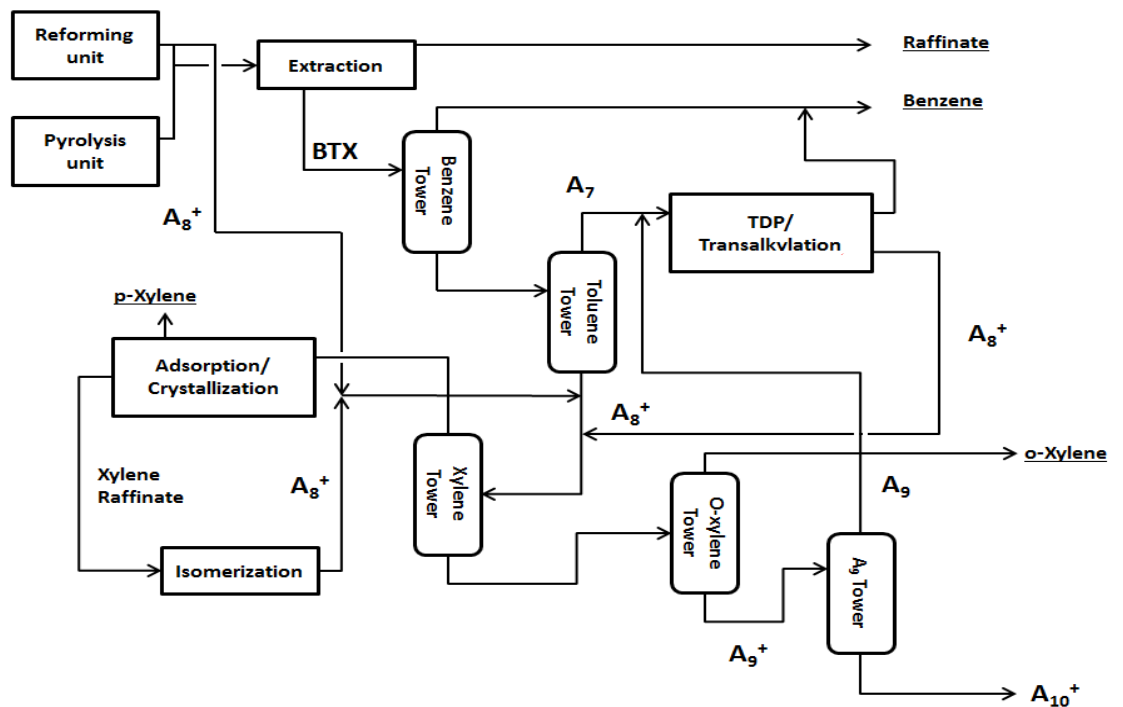 Reforming
unit
Raffinate
Extraction
Benzene
Pyrolysis
unit
BTX
Benzene
Tower
A7
A8+
TDP/
Transalkvlation
Toluene
Tower
p-Xylene
A8+
Adsorption/
Crystallization
A8+
Xylene
Raffinate
A8+
Xylene
Tower
o-Xylene
A9
O-xylene
Tower
Isomerization
A9 Tower
A9+
A10+